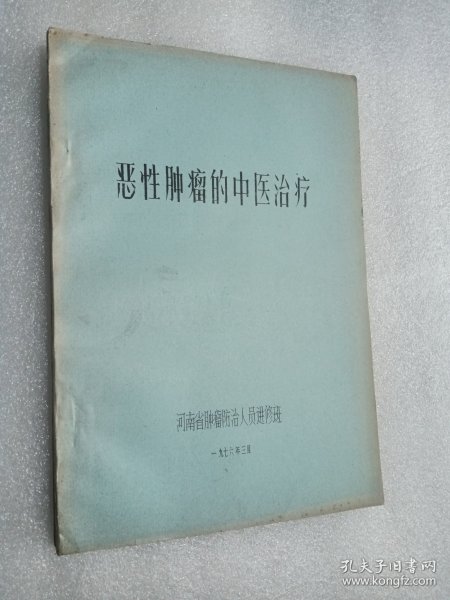 恶性肿瘤的中医治疗
河南省肿瘤防治人员进修班
一九七六年三月
孔夫子旧书网
www.kongfz.com